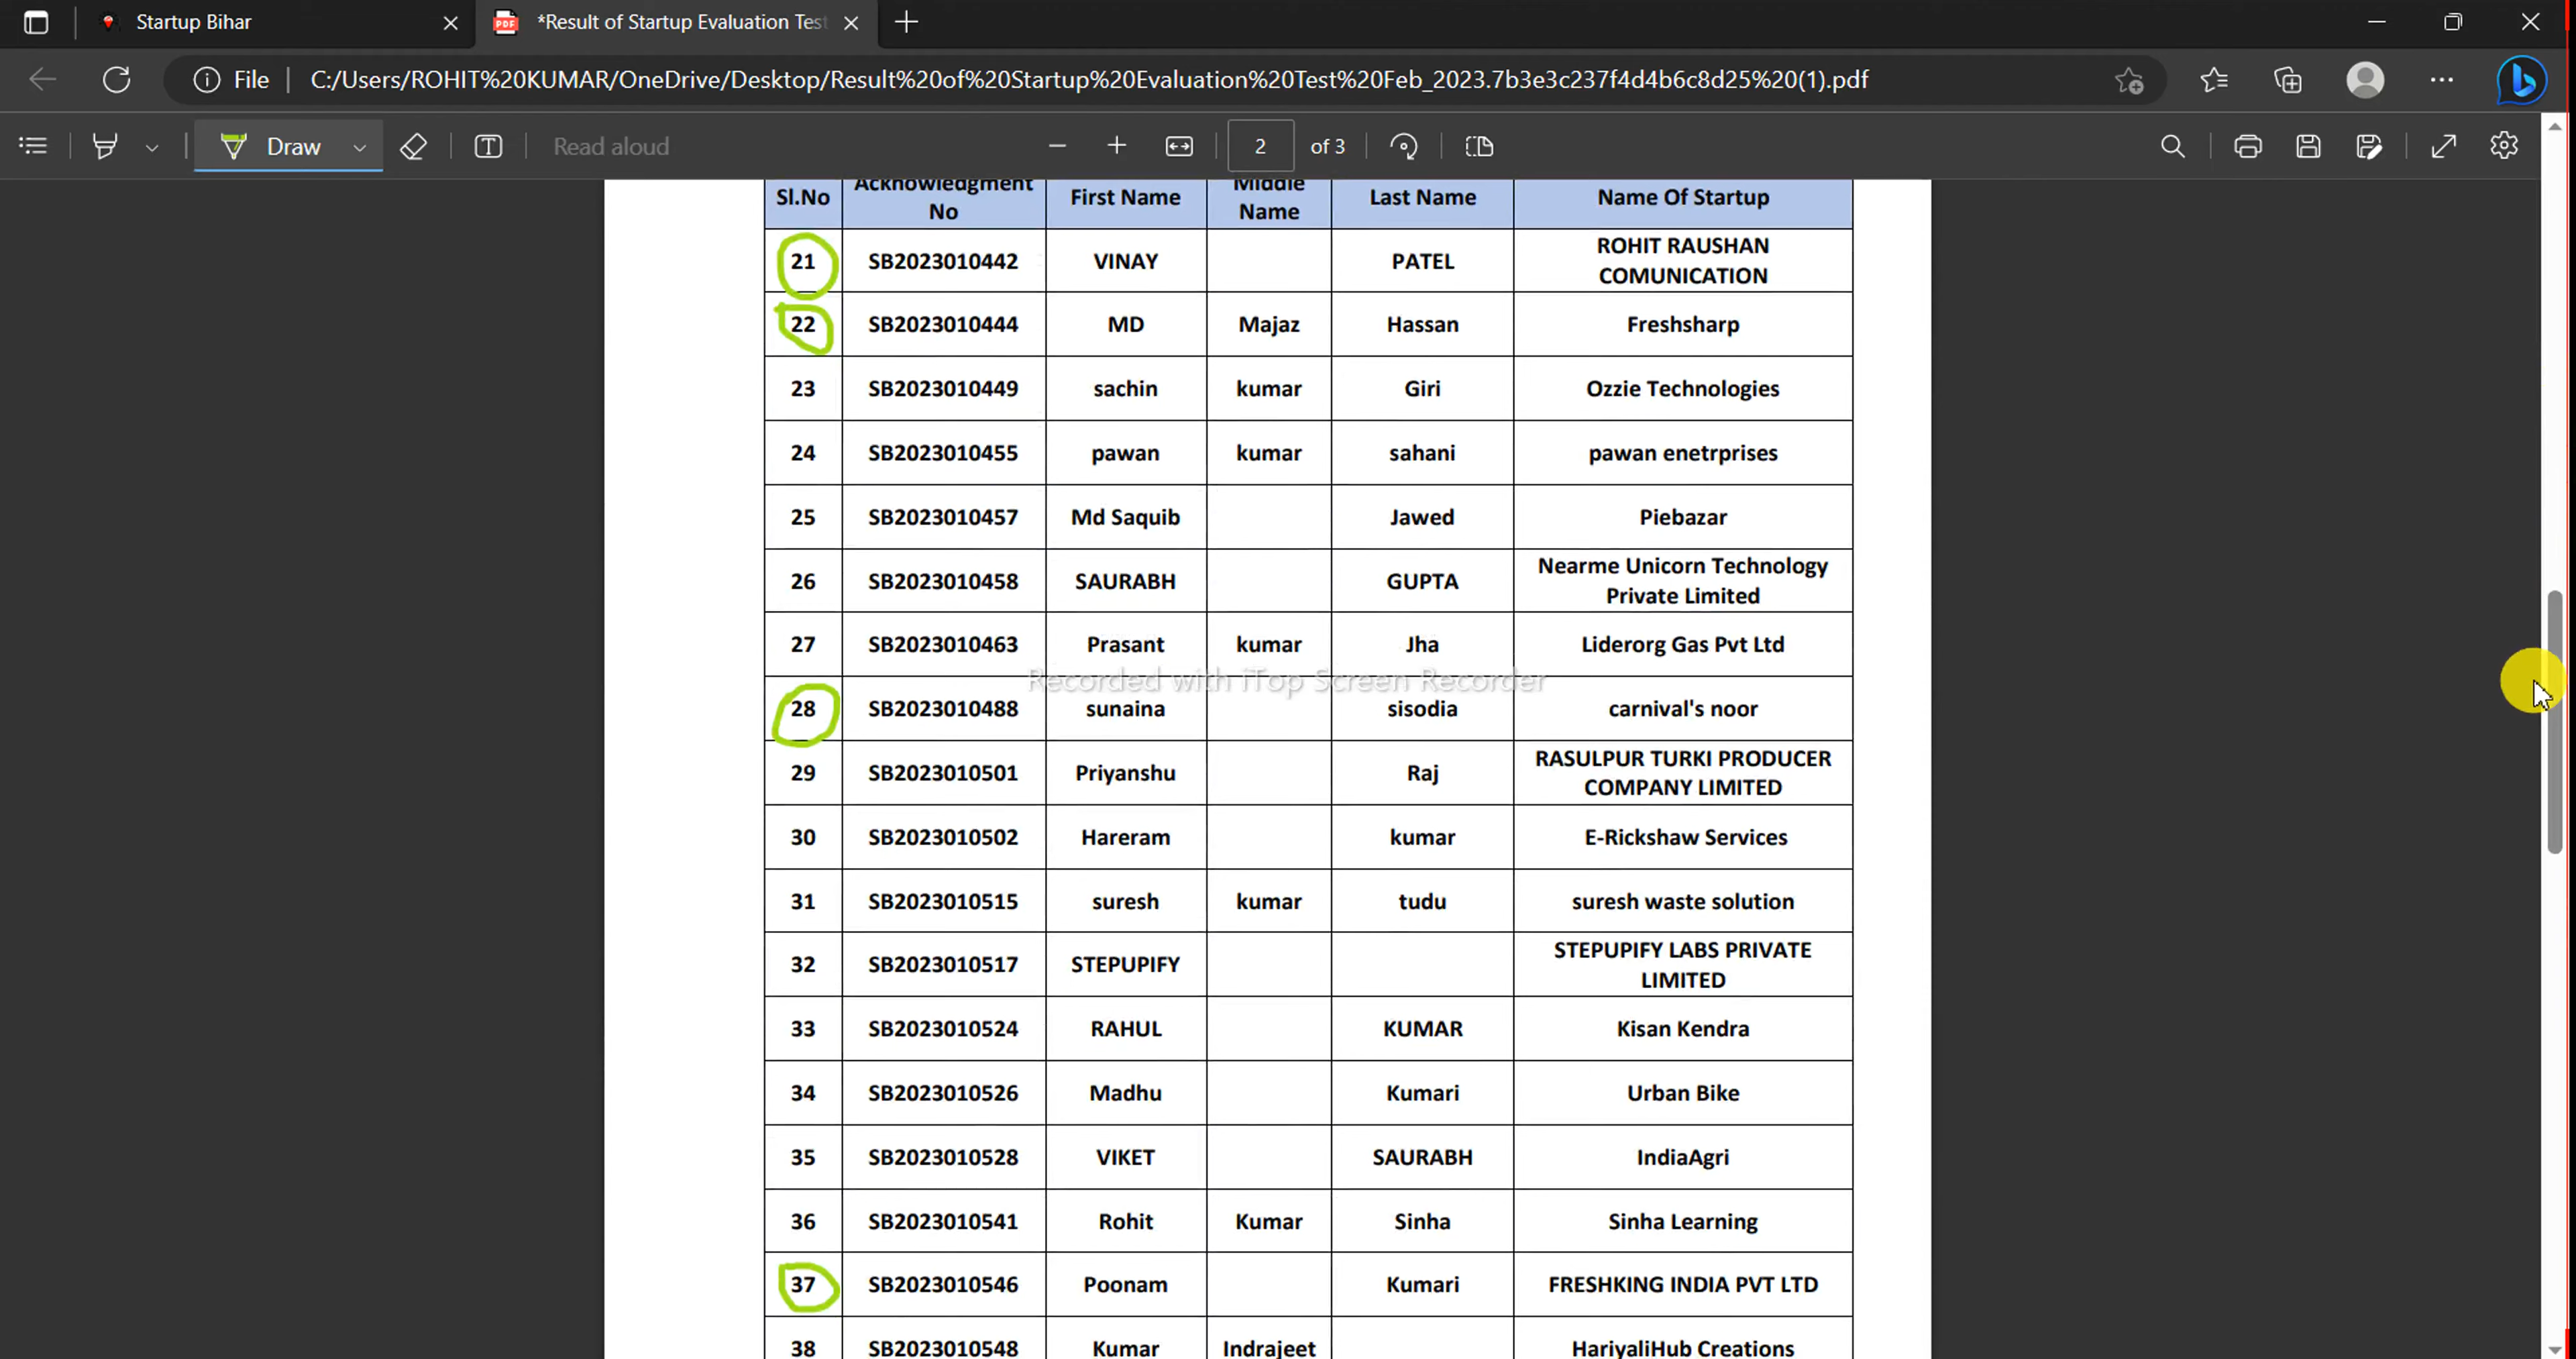 Startup Bihar
*Result of Startup Evaluation Test
File
C:/Users/ROHIT%20KUMAR/OneDrive/Desktop/Result%20of%20Startup%20Evaluation%20Test%20Feb_2023.7b3e3c237f4d4b6c8d25%20(1).pdf
Draw
Read aloud
2 of 3
Sl.No Acknowledgment No First Name Middle Name Last Name Name Of Startup
21 SB2023010442 VINAY PATEL ROHIT RAUSHAN
COMUNICATION
22 SB2023010444 MD Majaz Hassan Freshsharp
23 SB2023010449 sachin kumar Giri Ozzie Technologies
24 SB2023010455 pawan kumar sahani pawan enetrprises
25 SB2023010457 Md Saquib Jawed Piebazar
26 SB2023010458 SAURABH GUPTA Nearme Unicorn Technology
Private Limited
27 SB2023010463 Prasant kumar Jha Liderorg Gas Pvt Ltd
Recorded with iTop Screen Recorder
28 SB2023010488 sunaina sisodia carnival's noor
29 SB2023010501 Priyanshu Raj RASULPUR TURKI PRODUCER
COMPANY LIMITED
30 SB2023010502 Hareram kumar E-Rickshaw Services
31 SB2023010515 suresh kumar tudu suresh waste solution
32 SB2023010517 STEPUPIFY STEPUPIFY LABS PRIVATE
LIMITED
33 SB2023010524 RAHUL KUMAR Kisan Kendra
34 SB2023010526 Madhu Kumari Urban Bike
35 SB2023010528 VIKET SAURABH IndiaAgri
36 SB2023010541 Rohit Kumar Sinha Sinha Learning
37 SB2023010546 Poonam Kumari FRESHKING INDIA PVT LTD
38 SB2023010548 Kumar Indrajeet HariyaliHub Creations